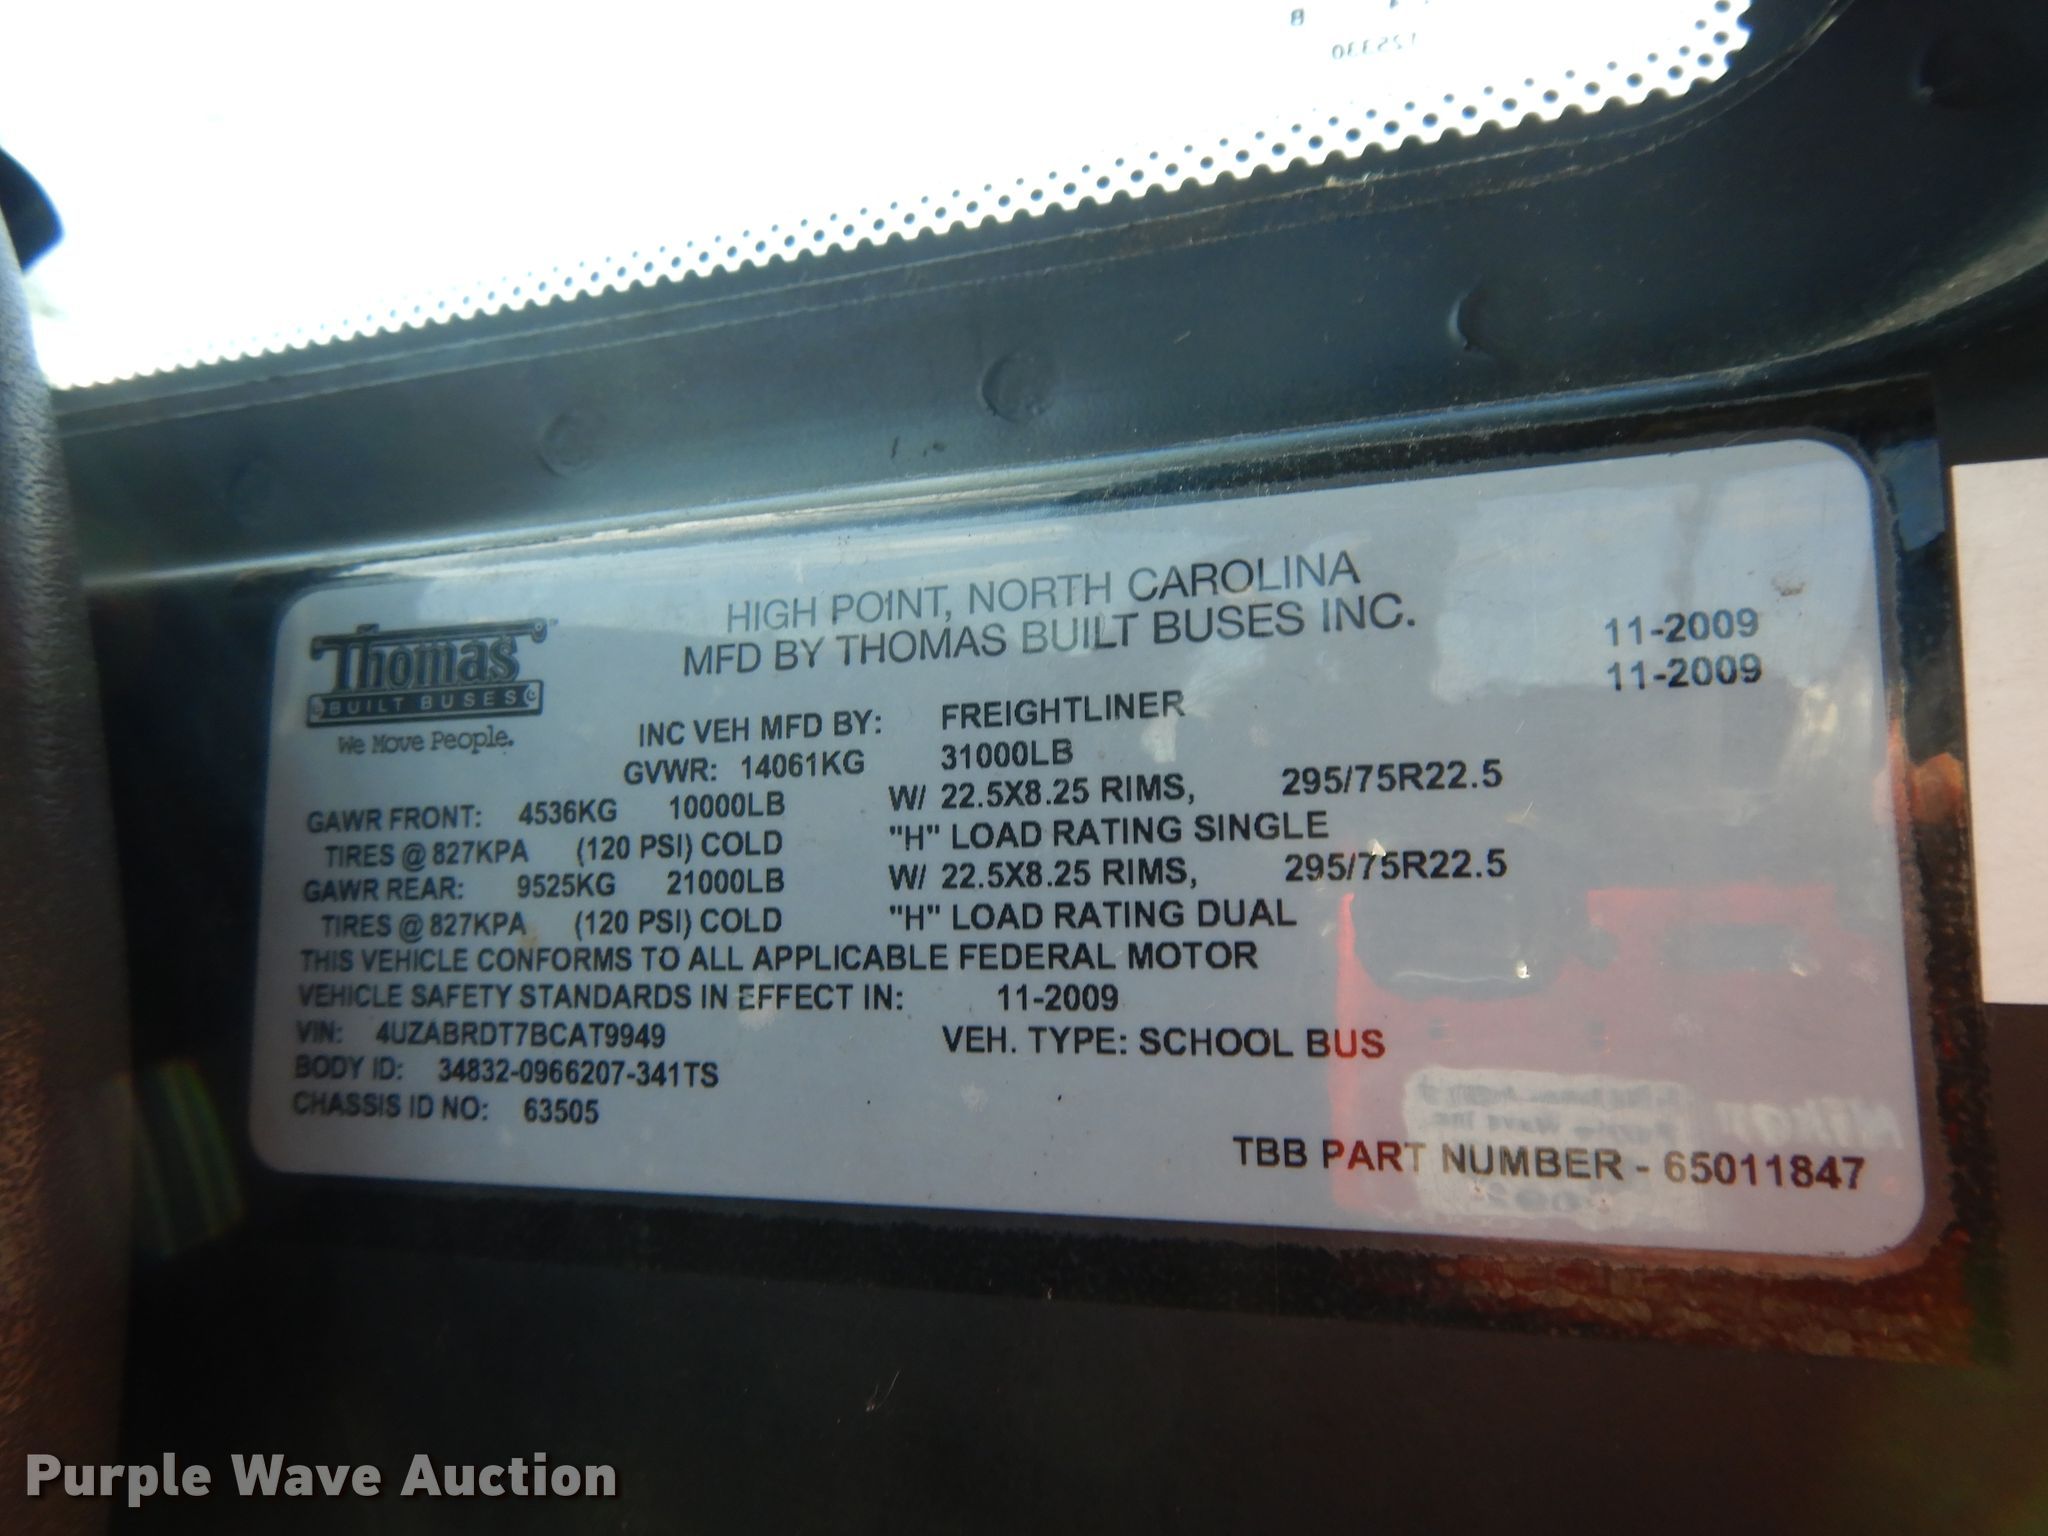 125330
B
Thomas
BUILT BUSES
We Move People.
HIGH POINT, NORTH CAROLINA
MFD BY THOMAS BUILT BUSES INC.
11-2009
11-2009
INC VEH MFD BY: FREIGHTLINER
GVWR: 14061KG 31000LB
GAWR FRONT: 4536KG 10000LB W/ 22.5X8.25 RIMS, 295/75R22.5
TIRES @ 827KPA (120 PSI) COLD "H" LOAD RATING SINGLE
GAWR REAR: 9525KG 21000LB W/ 22.5X8.25 RIMS, 295/75R22.5
TIRES @ 827KPA (120 PSI) COLD "H" LOAD RATING DUAL
THIS VEHICLE CONFORMS TO ALL APPLICABLE FEDERAL MOTOR
VEHICLE SAFETY STANDARDS IN EFFECT IN: 11-2009
VIN: 4UZABRDT7BCAT9949 VEH. TYPE: SCHOOL BUS
BODY ID: 34832-0966207-341TS
CHASSIS ID NO: 63505
Nikon
TBB PART NUMBER - 65011847
Purple Wave Auction